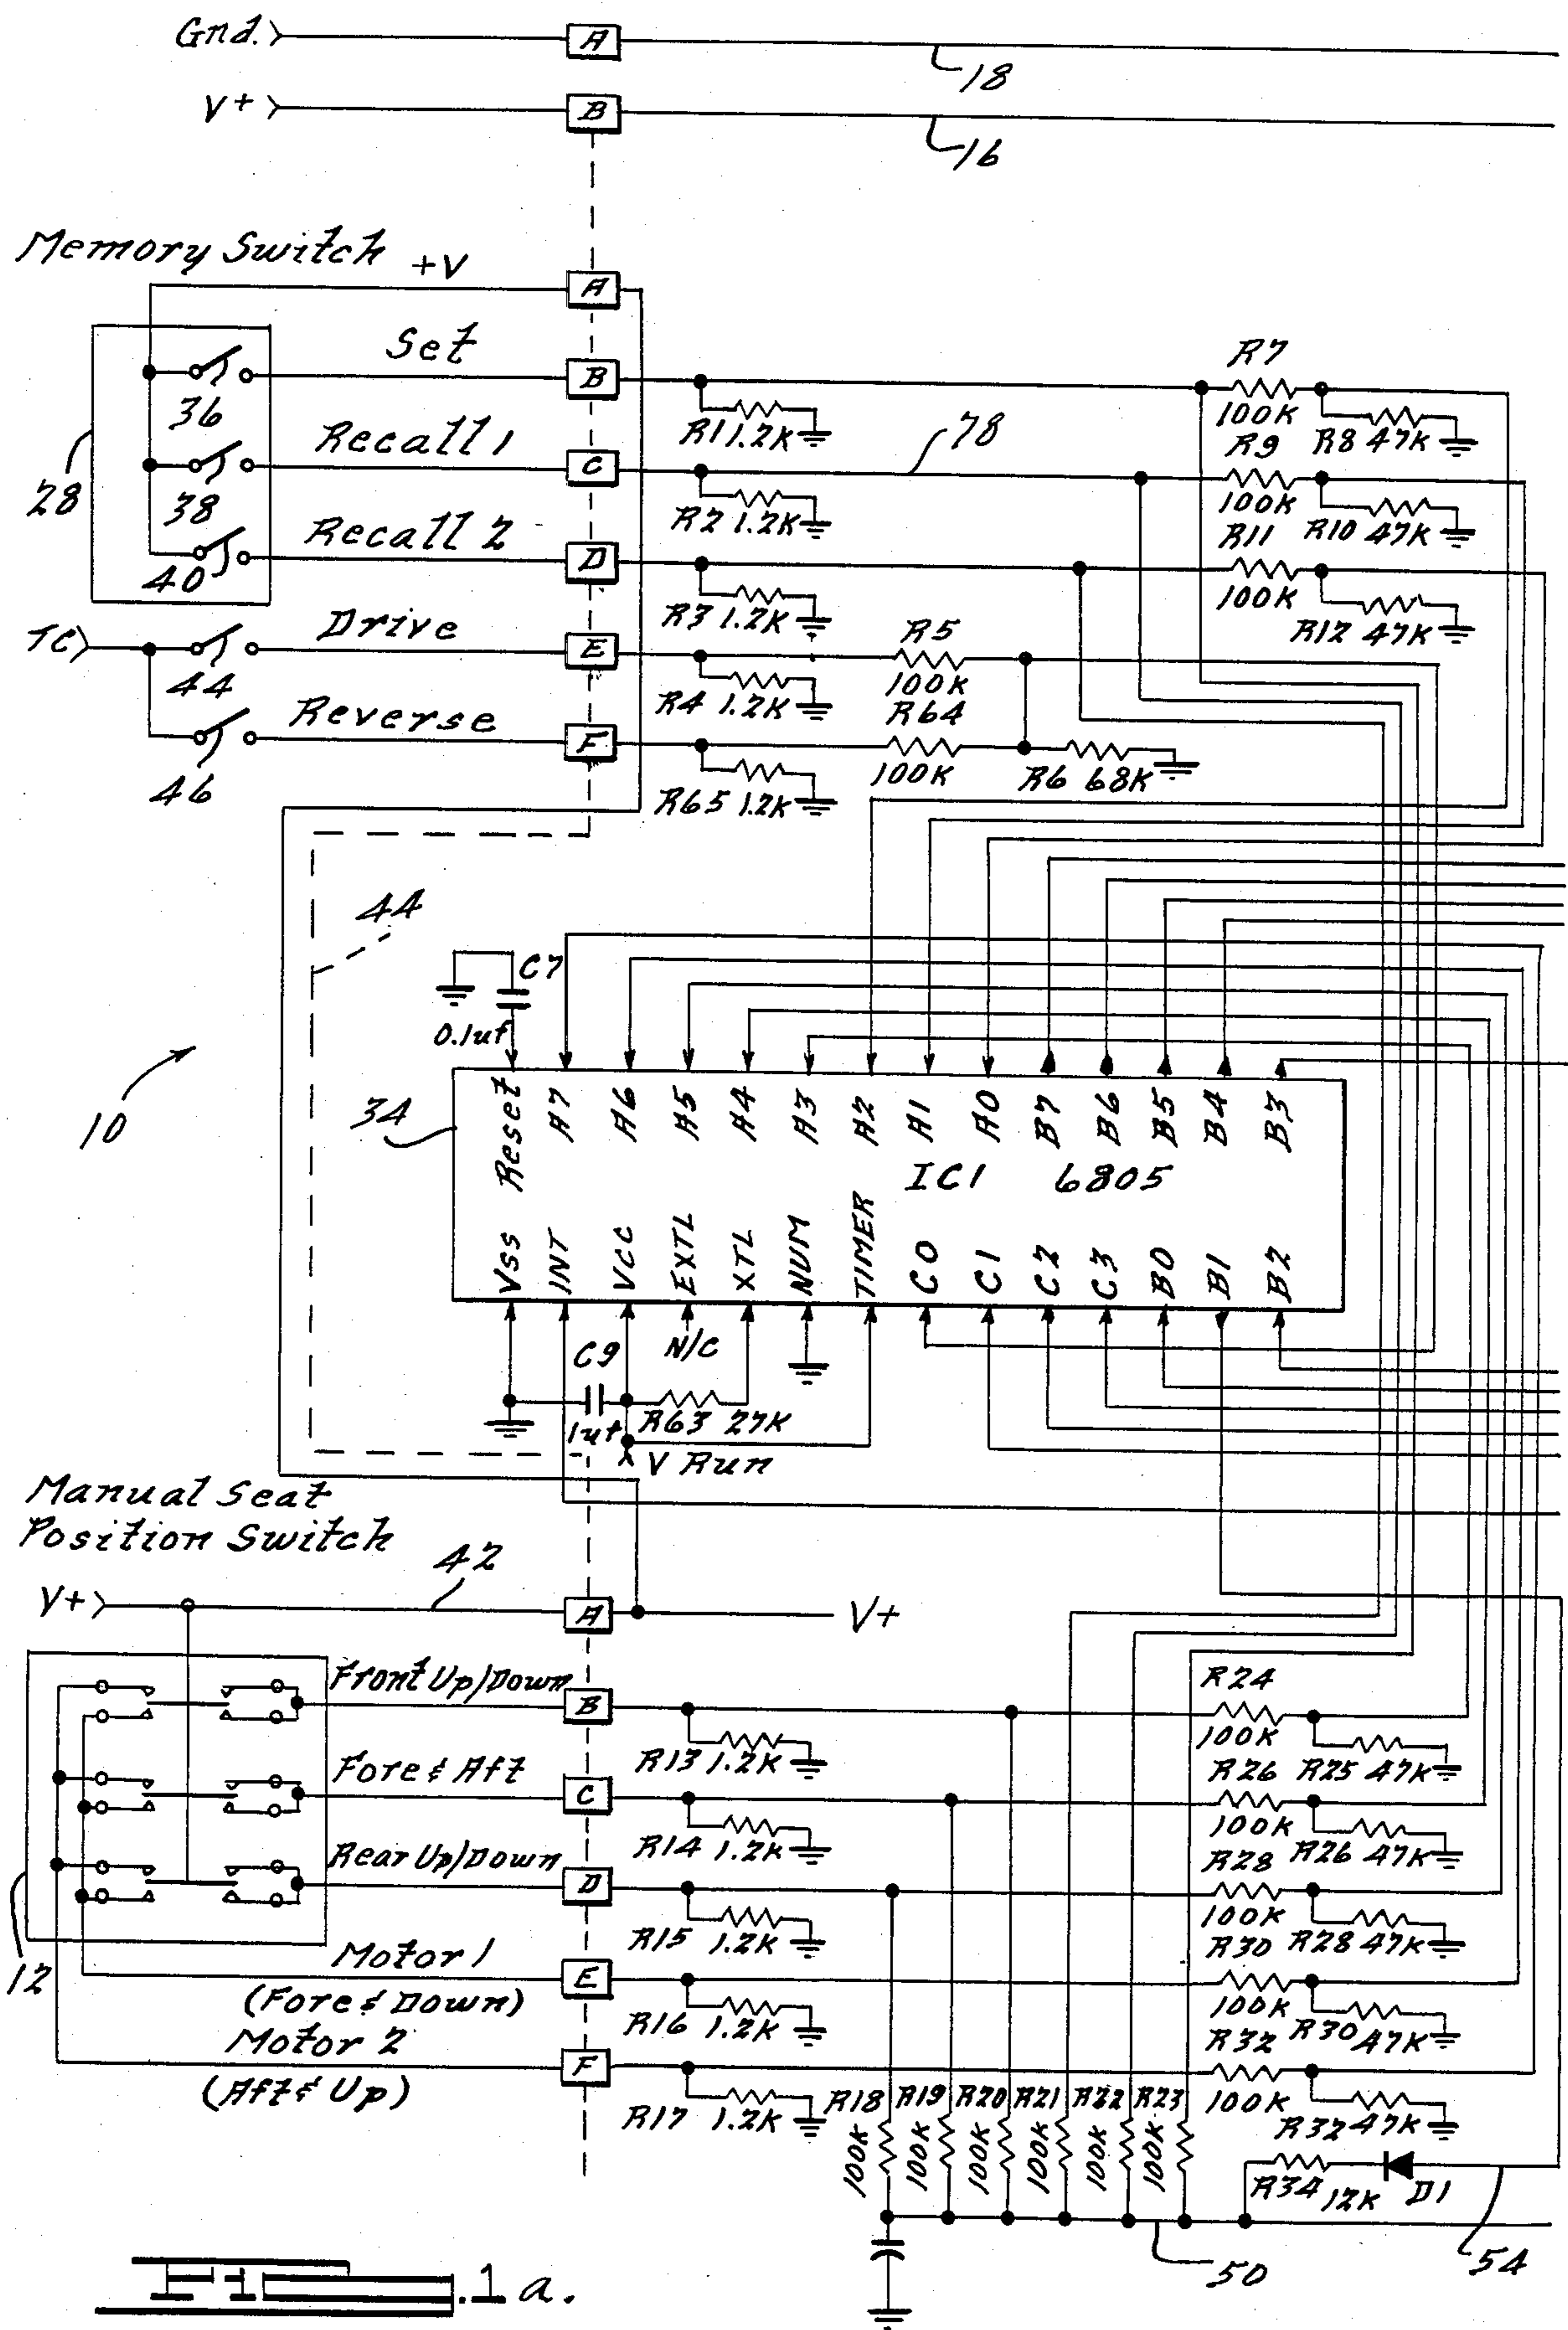 Gnd. A
18
V+ B
16
Memory Switch +V A
Set B
36
R1 1.2K
R7
100K
R8 47K
28
Recall 1 C
78
38
R2 1.2K
R9
100K
R10 47K
Recall 2 D
40
R3 1.2K
R11
100K
R12 47K
TC Drive E
44
R4 1.2K
R5
100K
Reverse F
46
R65 1.2K
R64
100K
R6 68K
44
C7
0.1uf
10
34
Reset A7 A6 A5 A4 A3 A2 A1 A0 B7 B6 B5 B4 B3
IC1 6805
Vss INT VCC EXTL XTL NUM TIMER C0 C1 C2 C3 B0 B1 B2
N/C
C9
1uf
R63 27K
V Run
Manual Seat
Position Switch
42
V+ A V+
Front Up/Down B
R13 1.2K
R24
100K
R25 47K
Fore & Aft C
R14 1.2K
R26
100K
R26 47K
Rear Up/Down D
R15 1.2K
R28
100K
R28 47K
12
Motor 1 E
(Fore & Down)
R16 1.2K
R30
100K
R30 47K
Motor 2 F
(Aft & Up)
R17 1.2K
R32
100K
R32 47K
R18 R19 R20 R21 R22 R23
100K 100K 100K 100K 100K 100K
R34 12K D1
50
54
Fig. 1a.